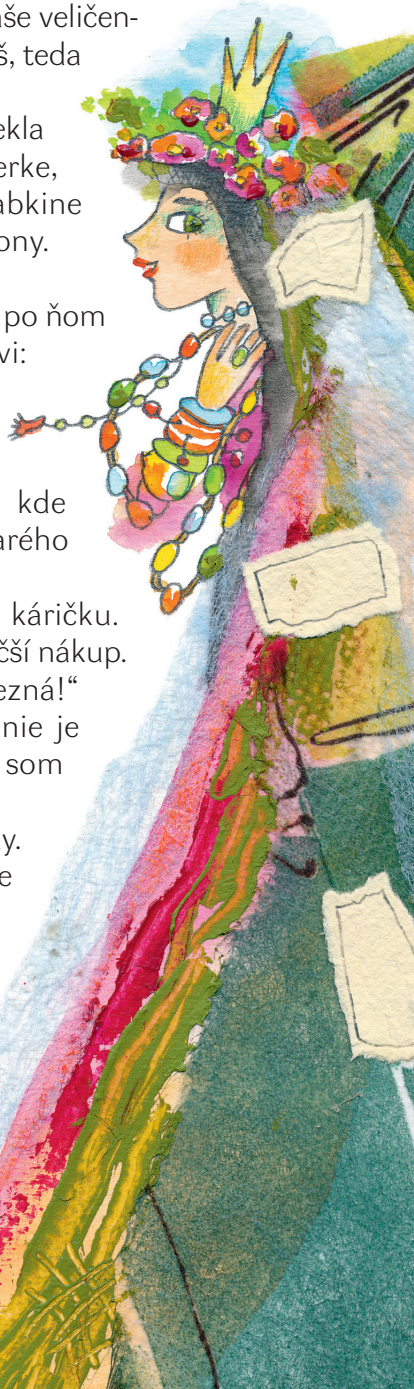 aše veličen-
š, teda
ekla
erke,
abkine
ony.
po ňom
vi:
kde
arého
káričku.
čší nákup.
ezná!“
nie je
som
y.
e